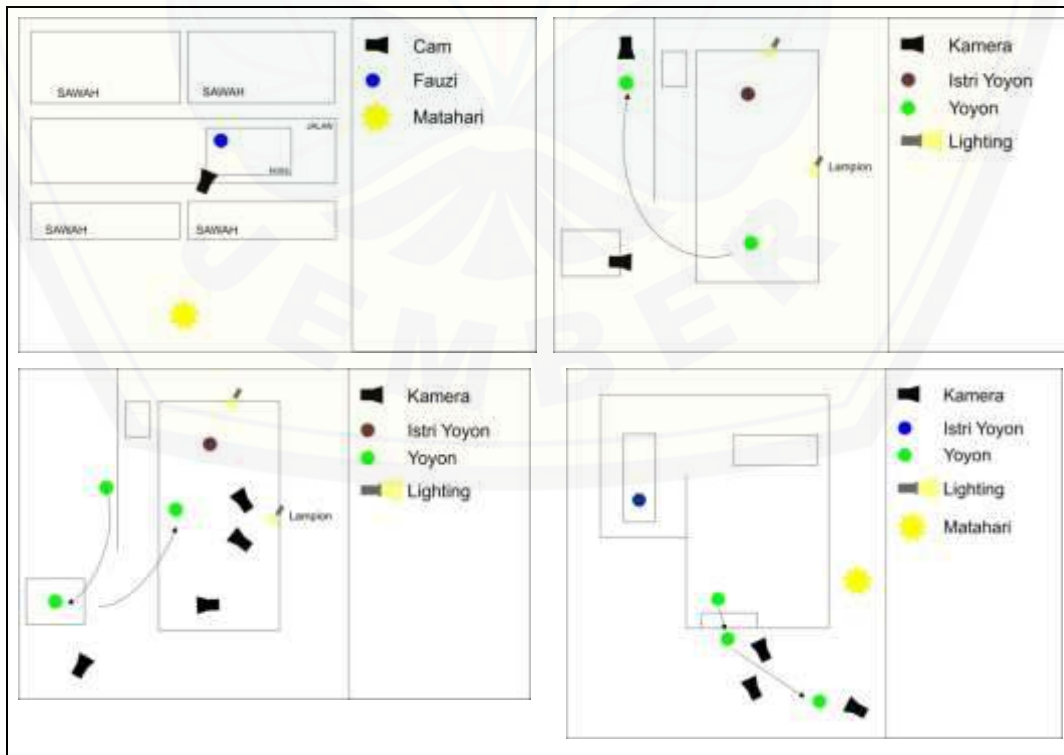 Cam
Fauzi
Matahari
SAWAH
SAWAH
JALAN
SAWAH
SAWAH
Kamera
Istri Yoyon
Yoyon
Lighting
Lampion
Kamera
Istri Yoyon
Yoyon
Lighting
Lampion
Kamera
Istri Yoyon
Yoyon
Lighting
Matahari
JEMBER